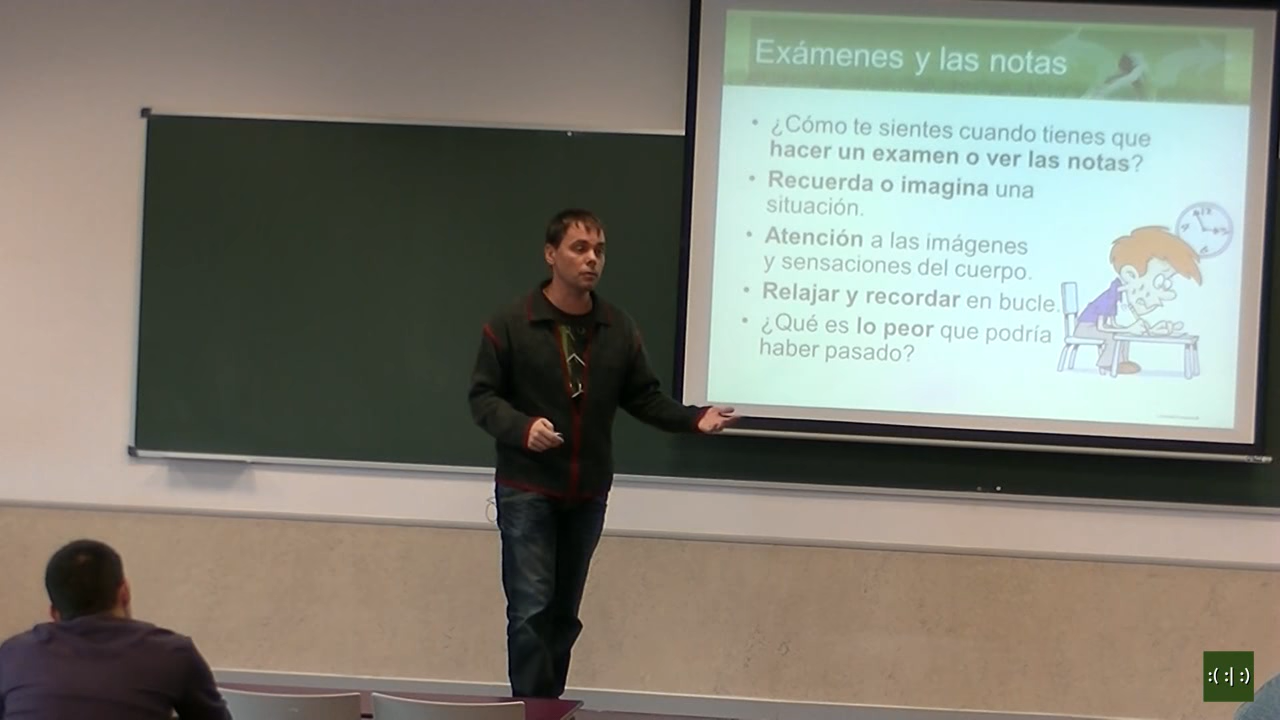 Exámenes y las notas
• ¿Cómo te sientes cuando tienes que
hacer un examen o ver las notas?
• Recuerda o imagina una
situación.
• Atención a las imágenes
y sensaciones del cuerpo.
• Relajar y recordar en bucle.
• ¿Qué es lo peor que podría
haber pasado?
:( :| :)